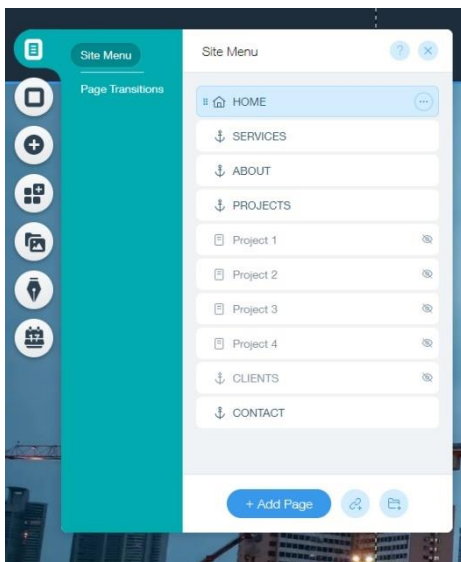 Site Menu
Page Transitions
Site Menu
?
HOME
SERVICES
ABOUT
PROJECTS
Project 1
Project 2
Project 3
Project 4
CLIENTS
CONTACT
+ Add Page